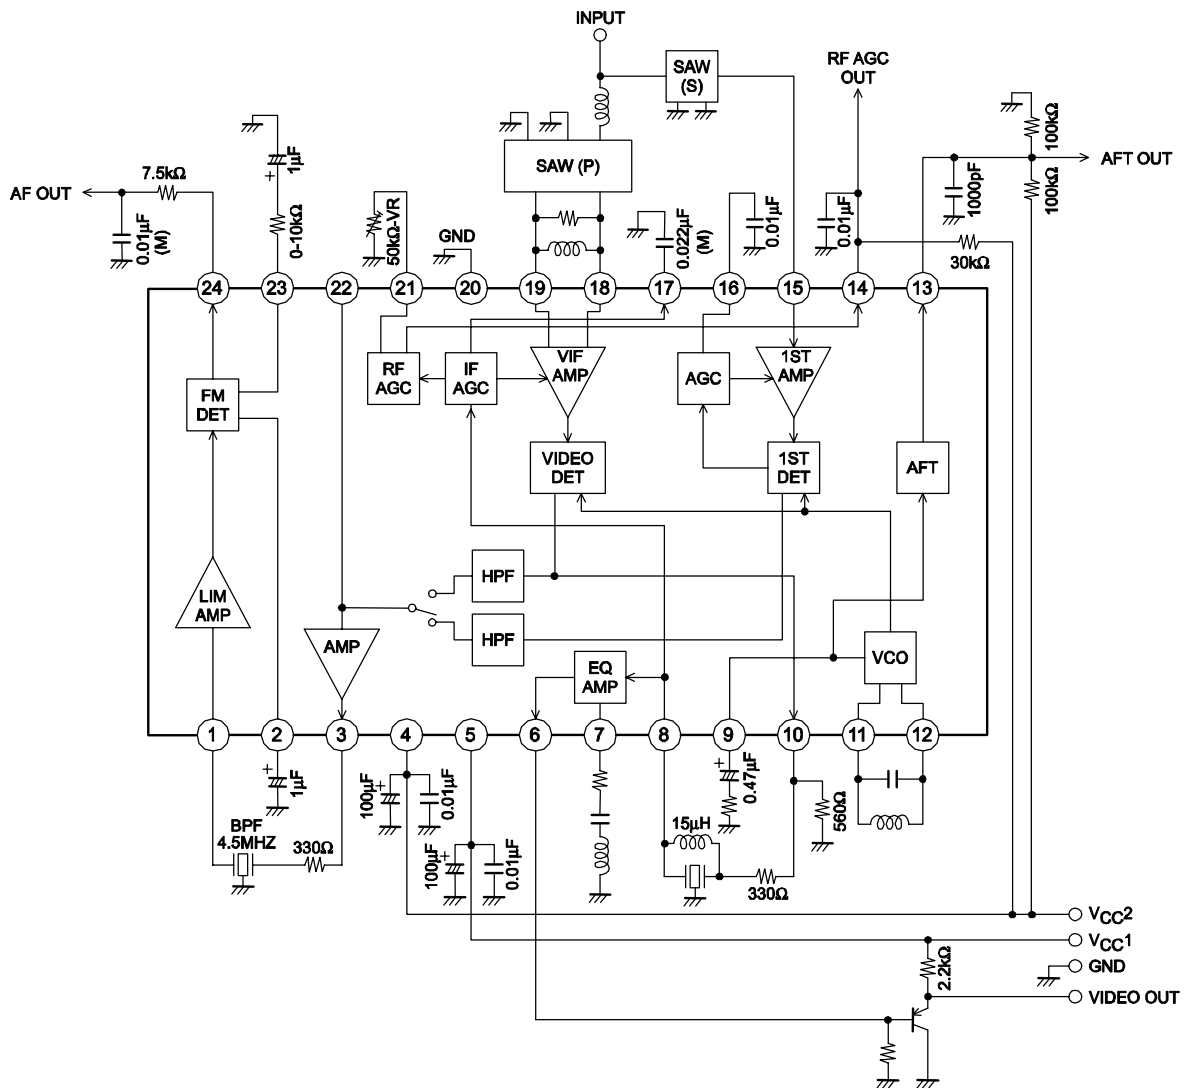 INPUT
SAW
(S)
RF AGC
OUT
100kΩ
AFT OUT
100kΩ
1000pF
1μF
SAW (P)
7.5kΩ
AF OUT
0.01μF
(M)
0-10kΩ
50kΩ-VR
GND
0.022μF
(M)
0.01μF
0.01μF
30kΩ
24
23
22
21
20
19
18
17
16
15
14
13
RF
AGC
IF
AGC
VIF
AMP
AGC
1ST
AMP
FM
DET
VIDEO
DET
1ST
DET
AFT
HPF
LIM
AMP
HPF
AMP
EQ
AMP
VCO
1
2
3
4
5
6
7
8
9
10
11
12
1μF
100μF
0.01μF
0.47μF
560Ω
BPF
4.5MHZ
330Ω
15μH
100μF
0.01μF
330Ω
VCC2
VCC1
2.2kΩ
GND
VIDEO OUT